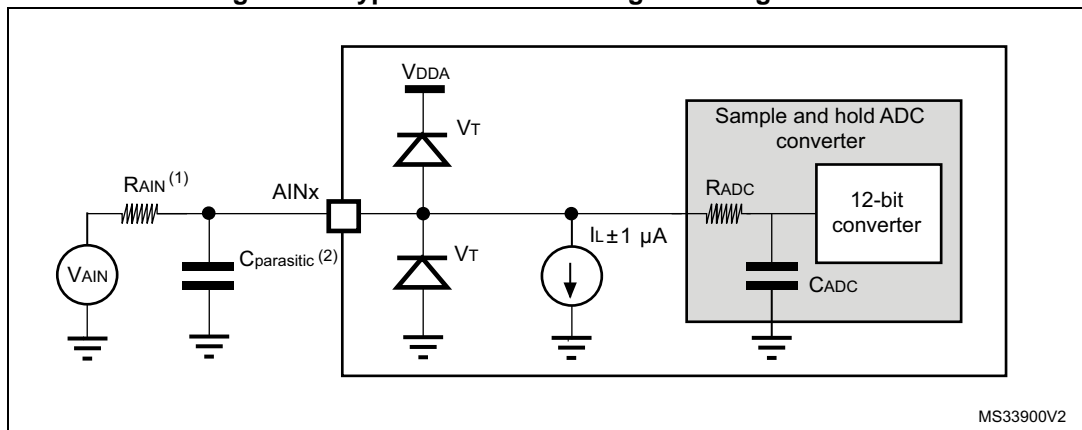 VDDA
VT
Sample and hold ADC
converter
RAIN (1)
AINx
RADC
12-bit
converter
IL ± 1 µA
VT
Cparasitic (2)
VAIN
CADC
MS33900V2